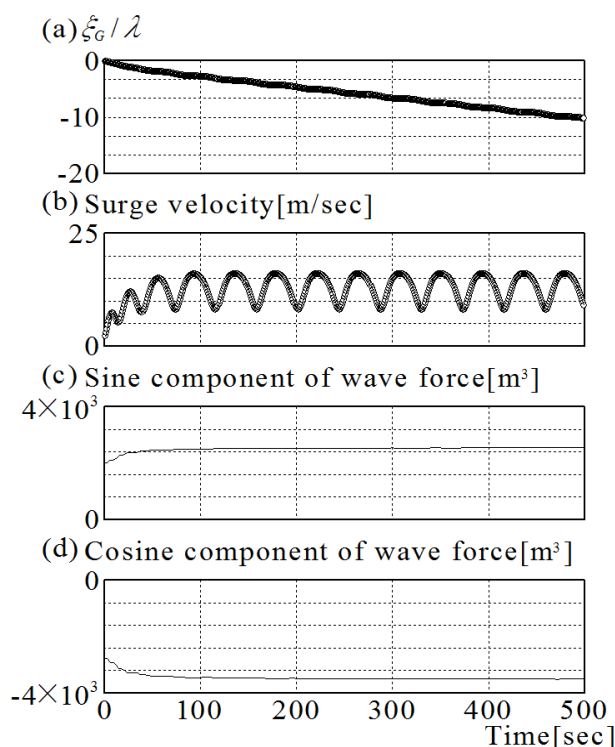 (a) ξG / λ
0
-10
-20
(b) Surge velocity[m/sec]
25
0
(c) Sine component of wave force[m³]
4×10³
0
(d) Cosine component of wave force[m³]
0
-4×10³
0 100 200 300 400 500
Time[sec]